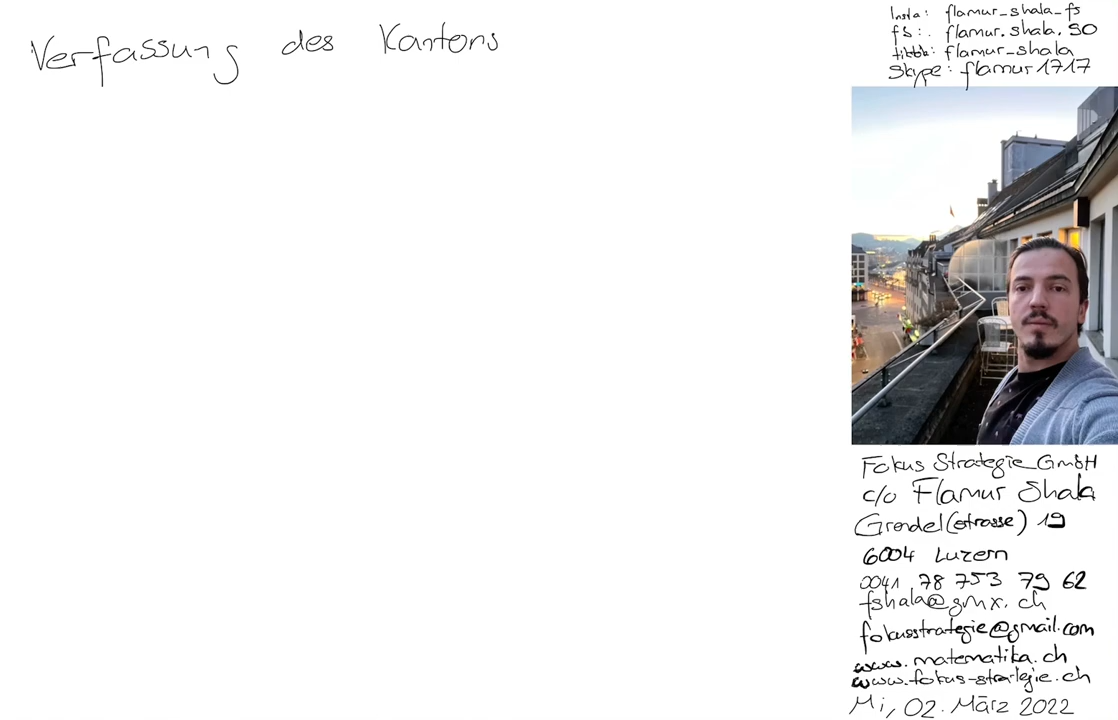 Verfassung des Kantons
Insta: flamur_shala_fs
fs:. flamur.shala.50
tiktok: flamur_shala
Skype: flamur1717
Fokus Strategie GmbH
c/o Flamur Shala
Grendel(strasse) 19
6004 Luzern
0041 78 753 79 62
fshala@gmx.ch
fokusstrategie@gmail.com
www.matematika.ch
www.fokus-strategie.ch
Mi, 02. März 2022